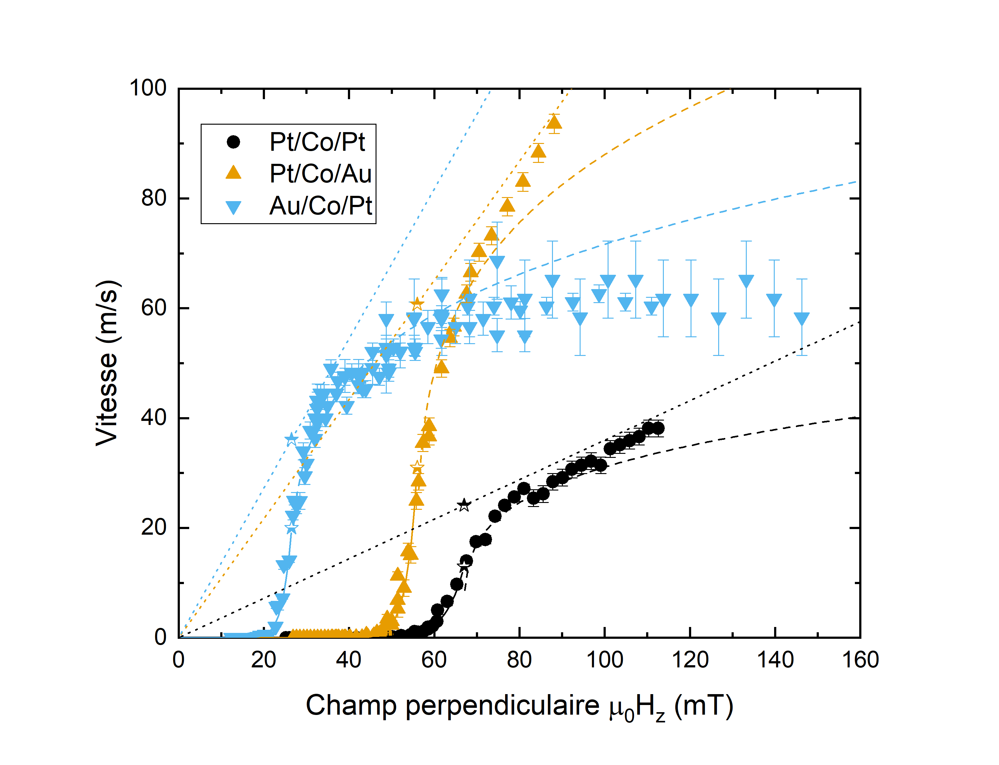 100
80
60
40
20
0
Vitesse (m/s)
Pt/Co/Pt
Pt/Co/Au
Au/Co/Pt
0 20 40 60 80 100 120 140 160
Champ perpendiculaire μ₀H_z (mT)